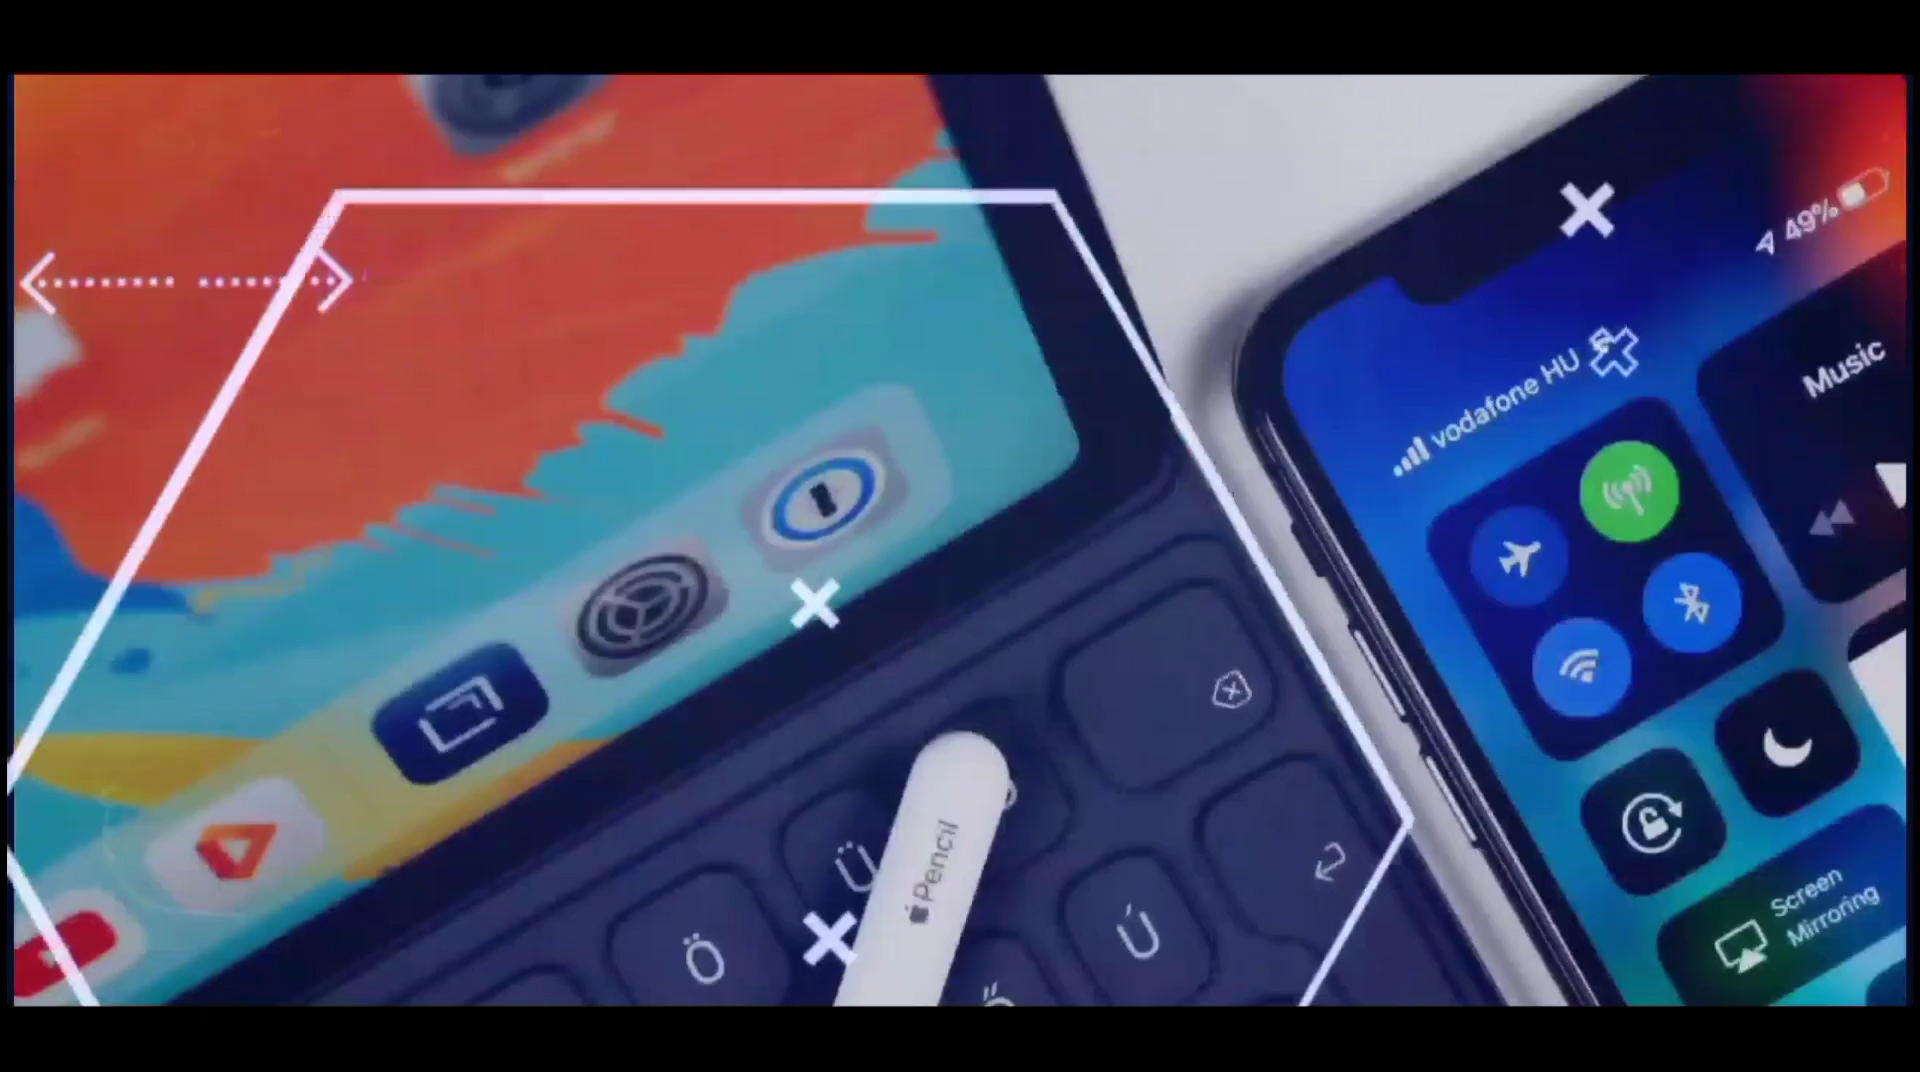 49%
vodafone HU
Music
Screen
Mirroring
Pencil
Ü
Ö
Ú
Ő